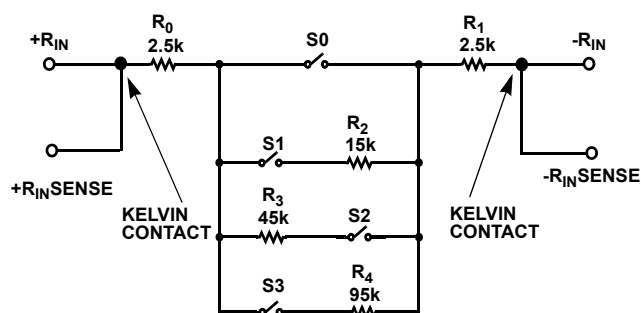 +RIN
R0
2.5k
S0
R1
2.5k
-RIN
+RINSENSE
S1
R2
15k
-RINSENSE
KELVIN
CONTACT
R3
45k
S2
KELVIN
CONTACT
S3
R4
95k